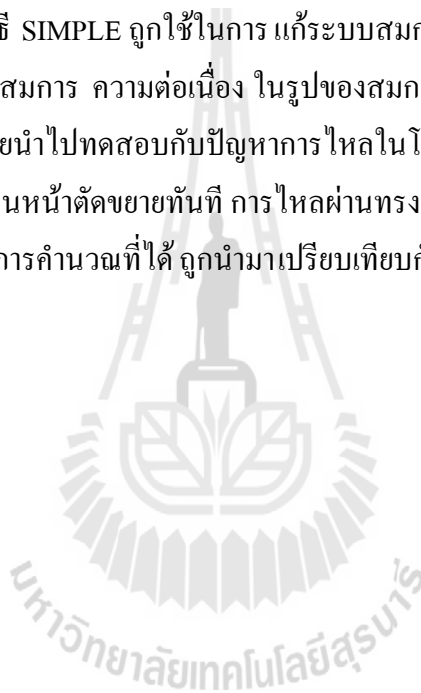 ธี SIMPLE ถูกใช้ในการ แก้ระบบสมก
สมการ ความต่อเนื่อง ในรูปของสมก
ยนำไปทดสอบกับปัญหาการไหลในโ
นหน้าตัดขยายทันที การไหลผ่านทรง
การคำนวณที่ได้ ถูกนำมาเปรียบเทียบก
มหาวิทยาลัยเทคโนโลยีสุรนารี